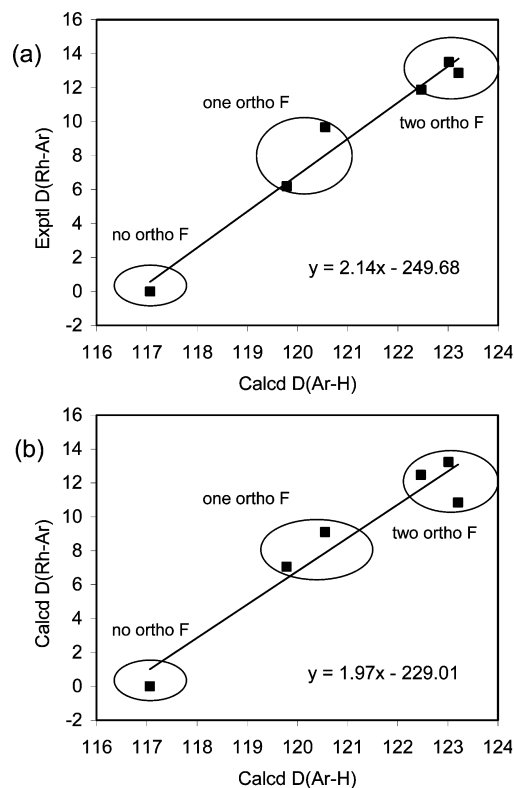 (a)
16
14
12
10
8
6
4
2
0
-2
Exptl D(Rh-Ar)
one ortho F
two ortho F
no ortho F
y = 2.14x - 249.68
116 117 118 119 120 121 122 123 124
Calcd D(Ar-H)
(b)
16
14
12
10
8
6
4
2
0
-2
Calcd D(Rh-Ar)
one ortho F
two ortho F
no ortho F
y = 1.97x - 229.01
116 117 118 119 120 121 122 123 124
Calcd D(Ar-H)